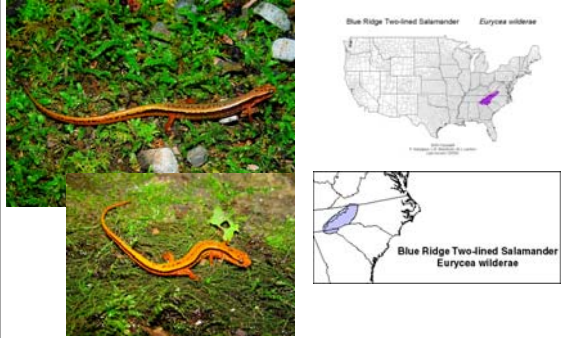 Blue Ridge Two-lined Salamander Eurycea wilderae
Blue Ridge Two-lined Salamander
Eurycea wilderae